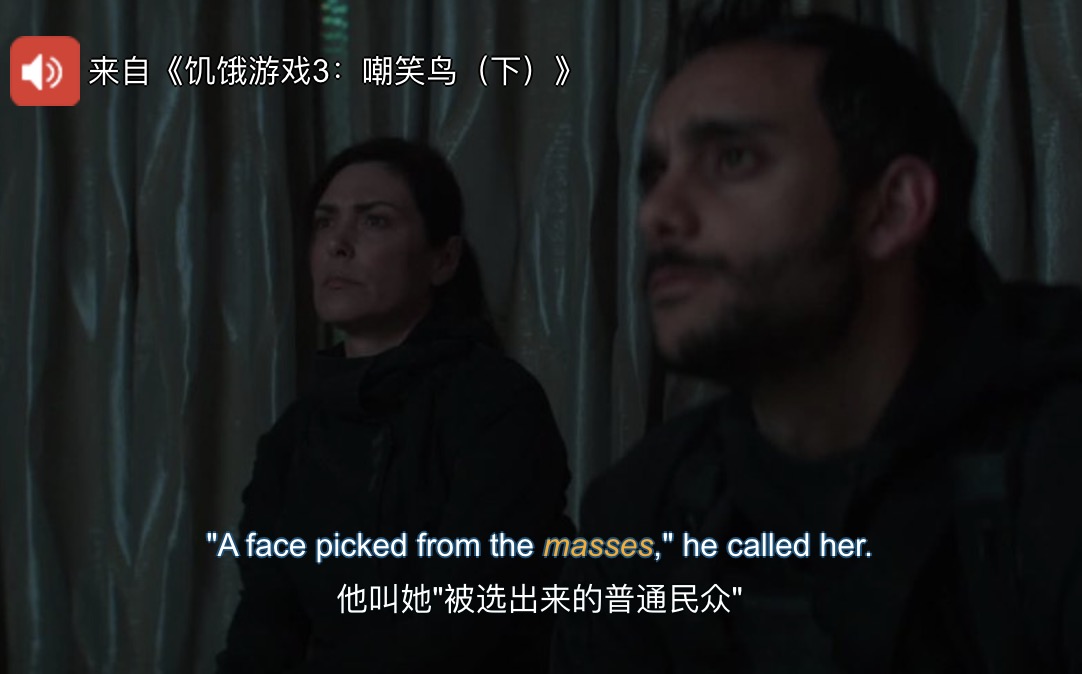 来自《饥饿游戏3：嘲笑鸟（下）》
"A face picked from the masses," he called her.
他叫她"被选出来的普通民众"